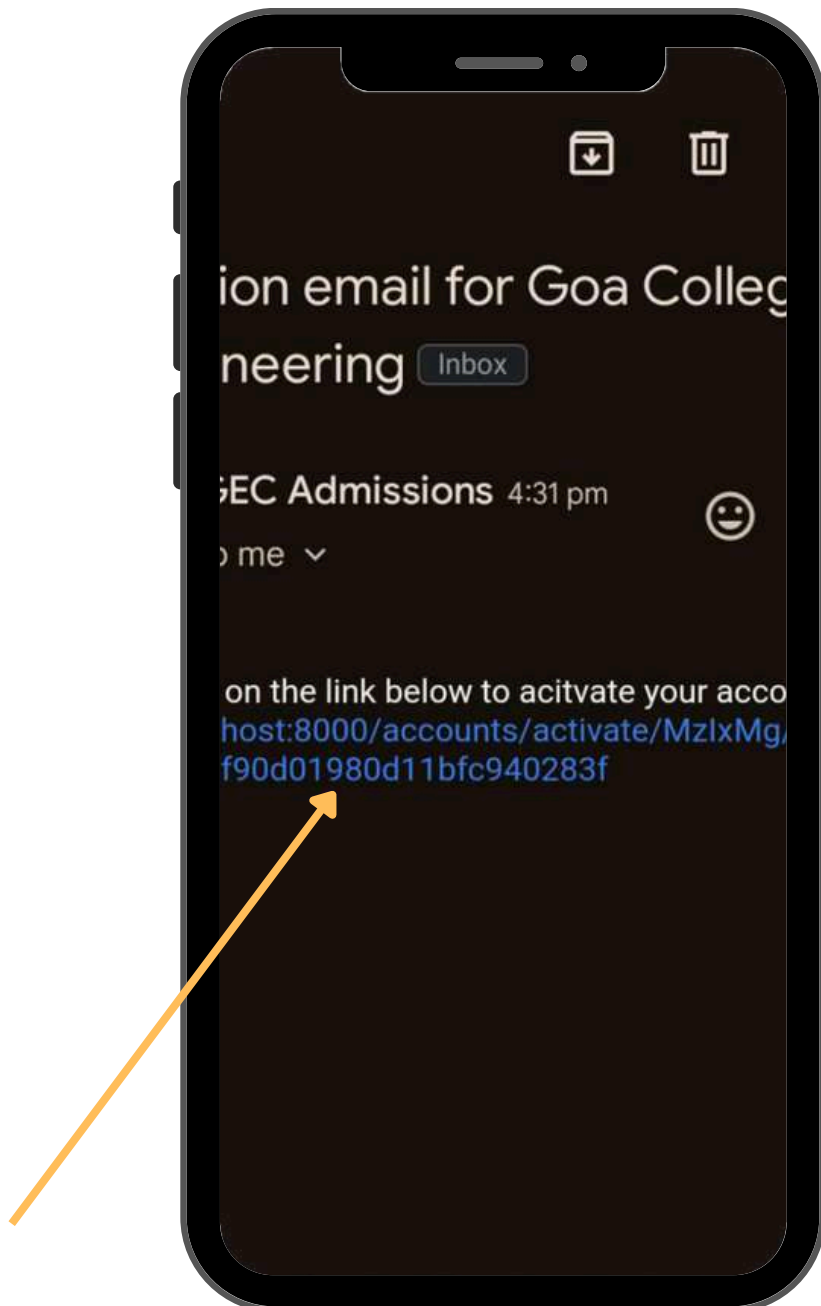 ion email for Goa Colleg
neering Inbox
GEC Admissions 4:31 pm
o me
on the link below to acitvate your acco
host:8000/accounts/activate/MzIxMg/
f90d01980d11bfc940283f